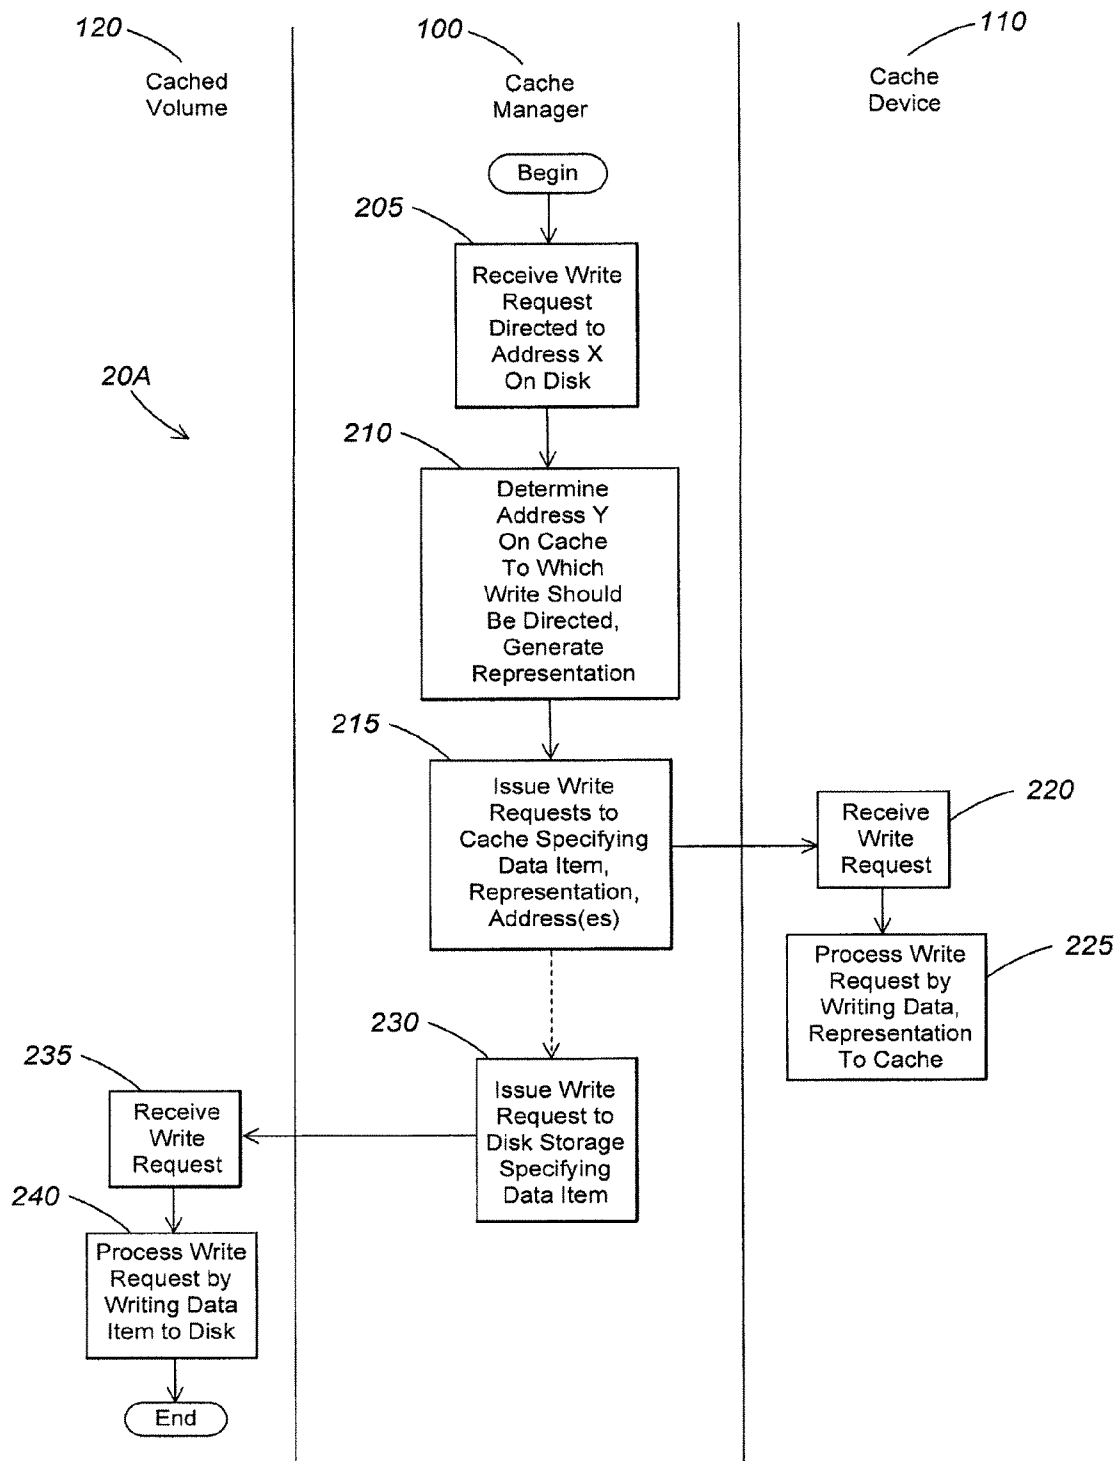 120
Cached
Volume
100
Cache
Manager
110
Cache
Device
Begin
205
Receive Write
Request
Directed to
Address X
On Disk
20A
210
Determine
Address Y
On Cache
To Which
Write Should
Be Directed,
Generate
Representation
215
Issue Write
Requests to
Cache Specifying
Data Item,
Representation,
Address(es)
220
Receive
Write
Request
225
Process Write
Request by
Writing Data,
Representation
To Cache
230
Issue Write
Request to
Disk Storage
Specifying
Data Item
235
Receive
Write
Request
240
Process Write
Request by
Writing Data
Item to Disk
End